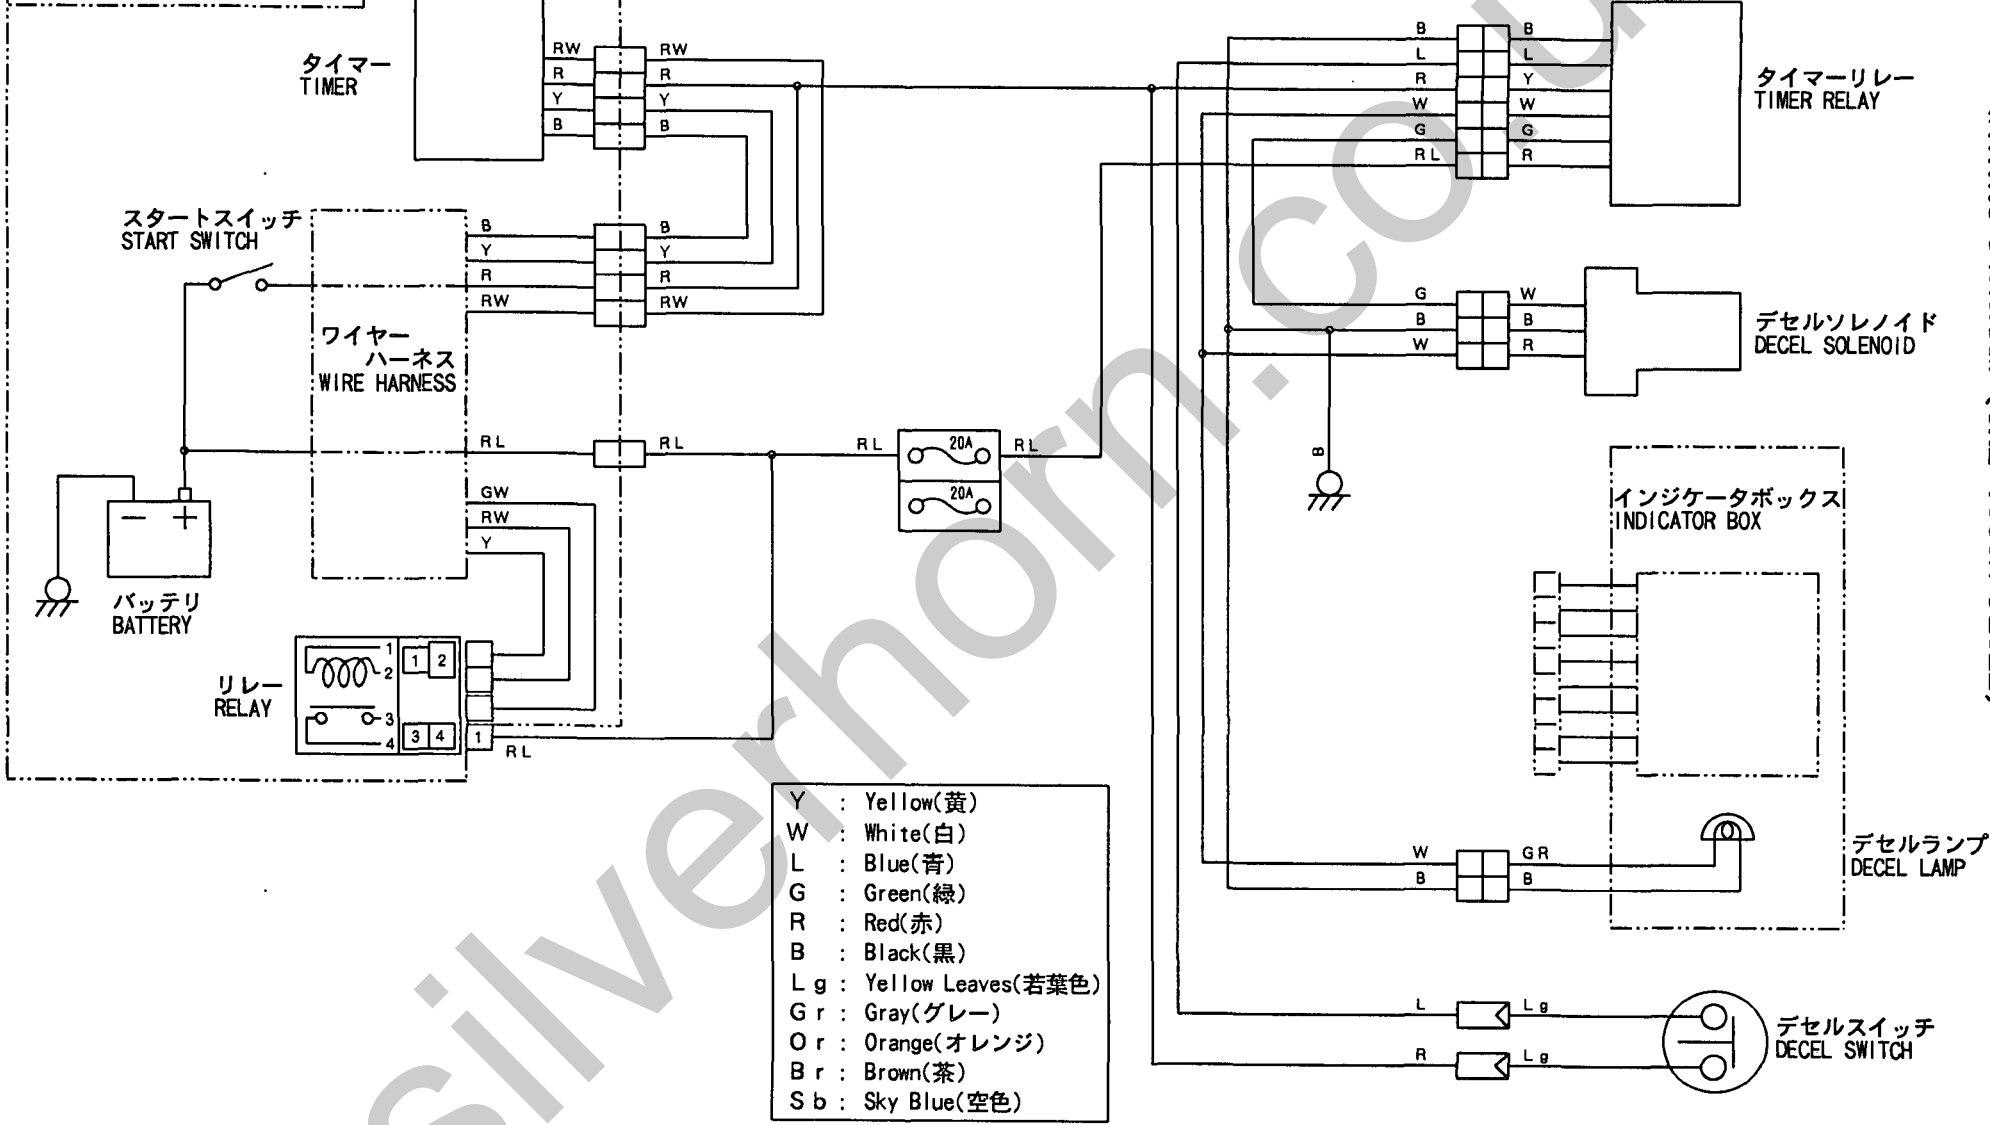 タイマー
TIMER
RW
R
Y
B
RW
R
Y
B
スタートスイッチ
START SWITCH
B
Y
R
RW
B
Y
R
RW
ワイヤー
ハーネス
WIRE HARNESS
RL
RL
GW
RW
Y
バッテリ
BATTERY
リレー
RELAY
1
2
3
4
1
2
3
4
1
RL
RL
20A
20A
RL
B
L
R
W
G
RL
B
L
Y
W
G
R
タイマーリレー
TIMER RELAY
G
B
W
W
B
R
デセルソレノイド
DECEL SOLENOID
B
インジケータボックス
INDICATOR BOX
W
B
GR
B
デセルランプ
DECEL LAMP
L
R
Lg
Lg
デセルスイッチ
DECEL SWITCH
Y : Yellow(黄)
W : White(白)
L : Blue(青)
G : Green(緑)
R : Red(赤)
B : Black(黒)
Lg : Yellow Leaves(若葉色)
Gr : Gray(グレー)
Or : Orange(オレンジ)
Br : Brown(茶)
Sb : Sky Blue(空色)
silverhorn.co.u